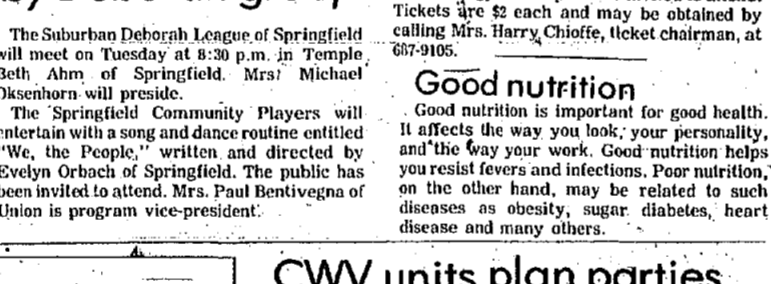 The Suburban Deborah League of Springfield
will meet on Tuesday at 8:30 p.m. in Temple
Beth Ahm of Springfield. Mrs. Michael
Oksenhorn will preside.
The Springfield Community Players will
entertain with a song and dance routine entitled
"We, the People," written and directed by
Evelyn Orbach of Springfield. The public has
been invited to attend. Mrs. Paul Bentivegna of
Union is program vice-president.
Tickets are $2 each and may be obtained by
calling Mrs. Harry Chioffe, ticket chairman, at
687-9105.
Good nutrition
Good nutrition is important for good health.
It affects the way you look, your personality,
and the way your work. Good nutrition helps
you resist fevers and infections. Poor nutrition,
on the other hand, may be related to such
diseases as obesity, sugar diabetes, heart
disease and many others.
CWV units plan parties